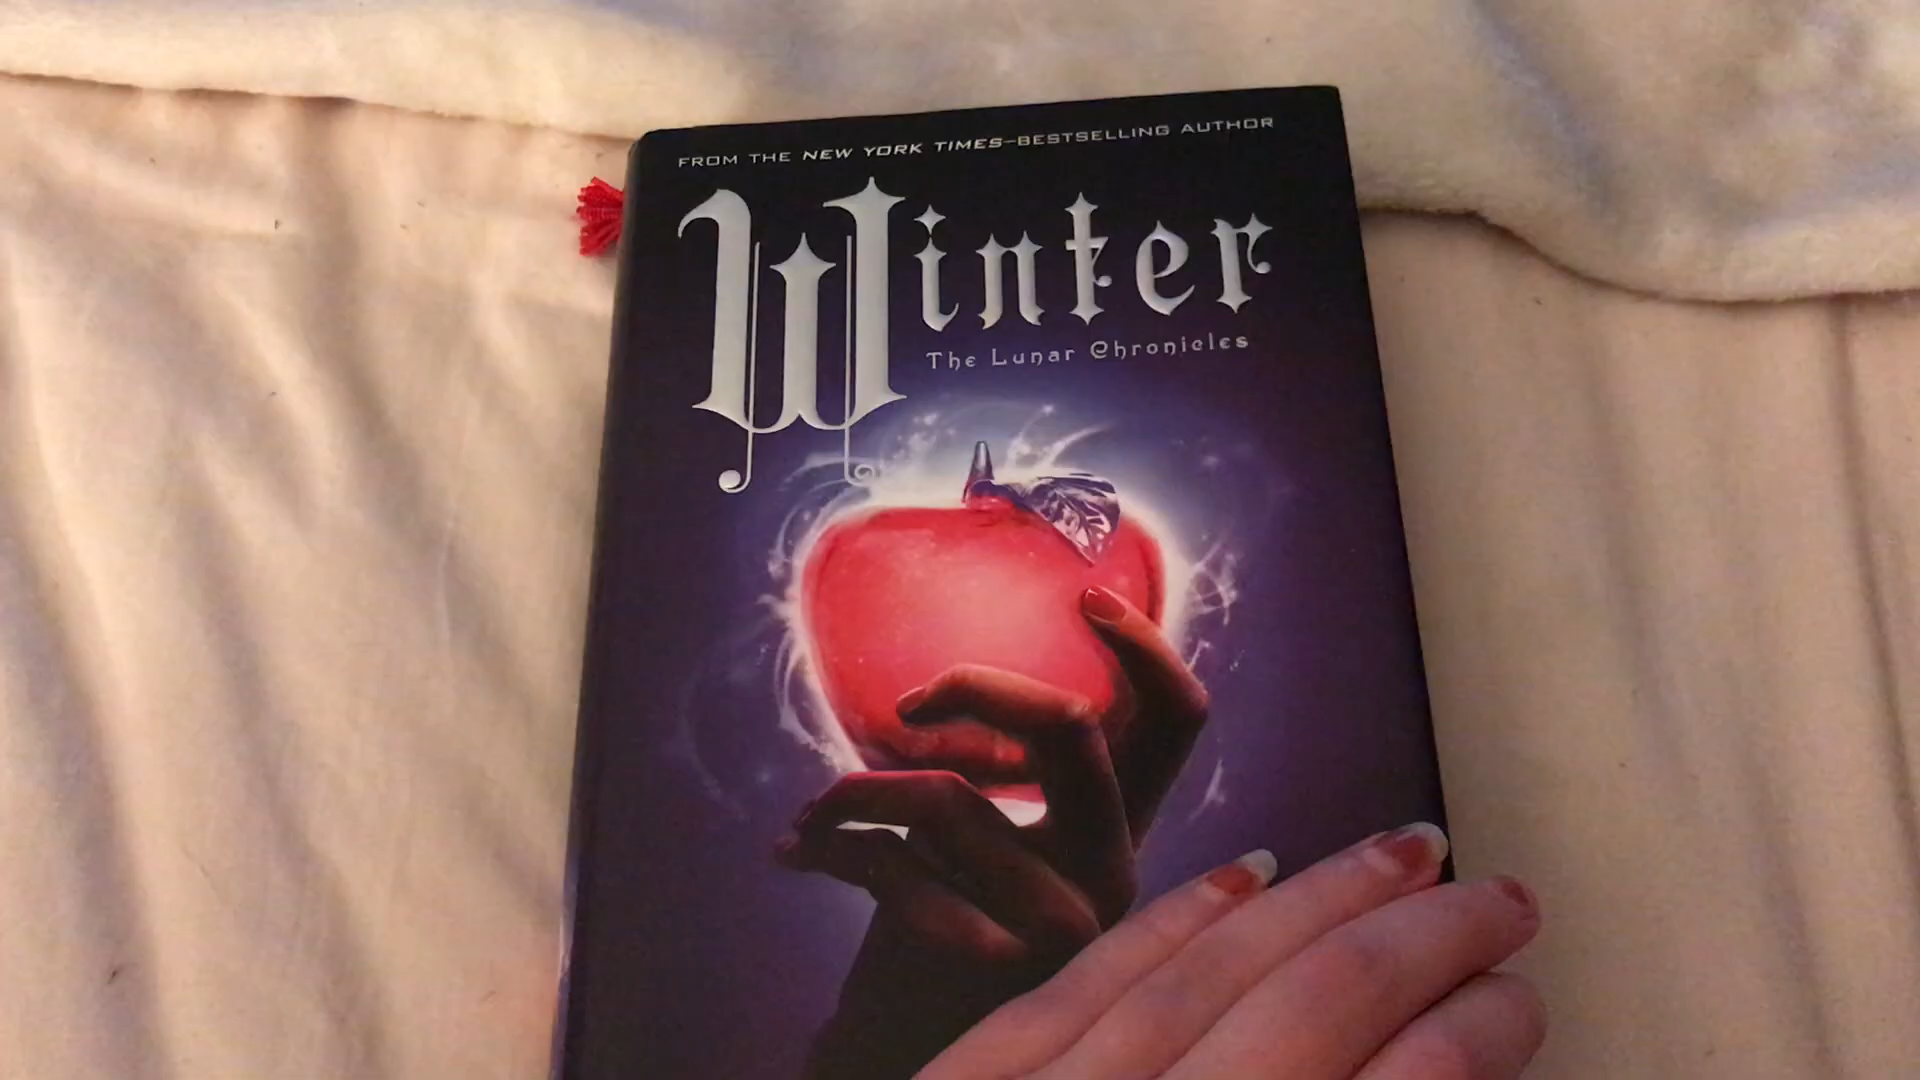 FROM THE NEW YORK TIMES–BESTSELLING AUTHOR
Winter
The Lunar Chronicles